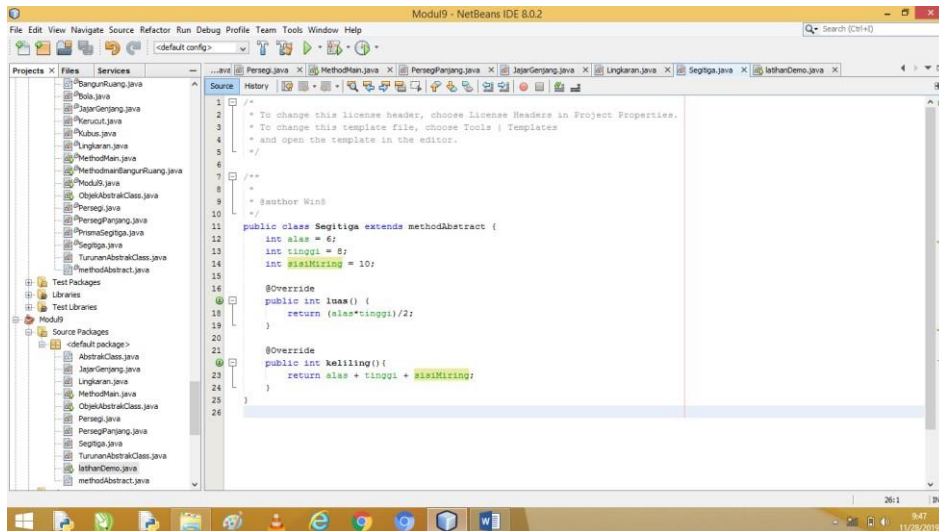 Modul9 - NetBeans IDE 8.0.2
File Edit View Navigate Source Refactor Run Debug Profile Team Tools Window Help
Search (Ctrl+I)
<default config>
Projects X Files Services
...ava Persegi.java X MethodMain.java X PersegiPanjang.java X JajarGenjang.java X Lingkaran.java X Segitiga.java X latihanDemo.java X
Source History
BangunRuang.java
Bola.java
JajarGenjang.java
Kerucut.java
Kubus.java
Lingkaran.java
MethodMain.java
MethodmainBangunRuang.java
Modul9.java
ObjekAbstrakClass.java
Persegi.java
PersegiPanjang.java
PrismaSegitiga.java
Segitiga.java
TurunanAbstrakClass.java
methodAbstract.java
Test Packages
Libraries
Test Libraries
Modul9
Source Packages
<default package>
AbstrakClass.java
JajarGenjang.java
Lingkaran.java
MethodMain.java
ObjekAbstrakClass.java
Persegi.java
PersegiPanjang.java
Segitiga.java
TurunanAbstrakClass.java
latihanDemo.java
methodAbstract.java
1 /*
2 * To change this license header, choose License Headers in Project Properties.
3 * To change this template file, choose Tools | Templates
4 * and open the template in the editor.
5 */
6
7 /**
8 *
9 * @author Win8
10 */
11 public class Segitiga extends methodAbstract {
12 int alas = 6;
13 int tinggi = 8;
14 int sisiMiring = 10;
15
16 @Override
public int luas() {
18 return (alas*tinggi)/2;
19 }
20
21 @Override
public int keliling(){
23 return alas + tinggi + sisiMiring;
24 }
25 }
26
26:1
9:47
11/28/2019